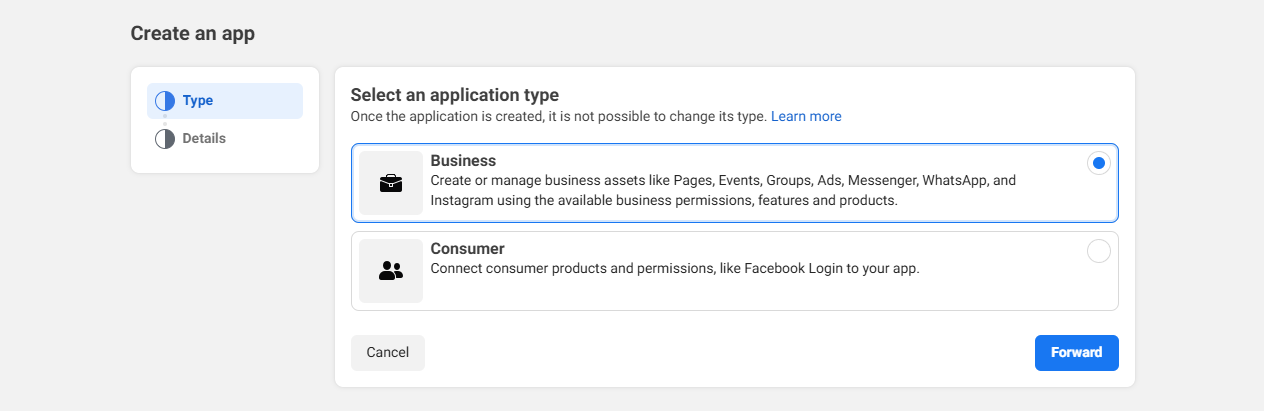 Create an app
Type
Details
Select an application type
Once the application is created, it is not possible to change its type. Learn more
Business
Create or manage business assets like Pages, Events, Groups, Ads, Messenger, WhatsApp, and
Instagram using the available business permissions, features and products.
Consumer
Connect consumer products and permissions, like Facebook Login to your app.
Cancel
Forward